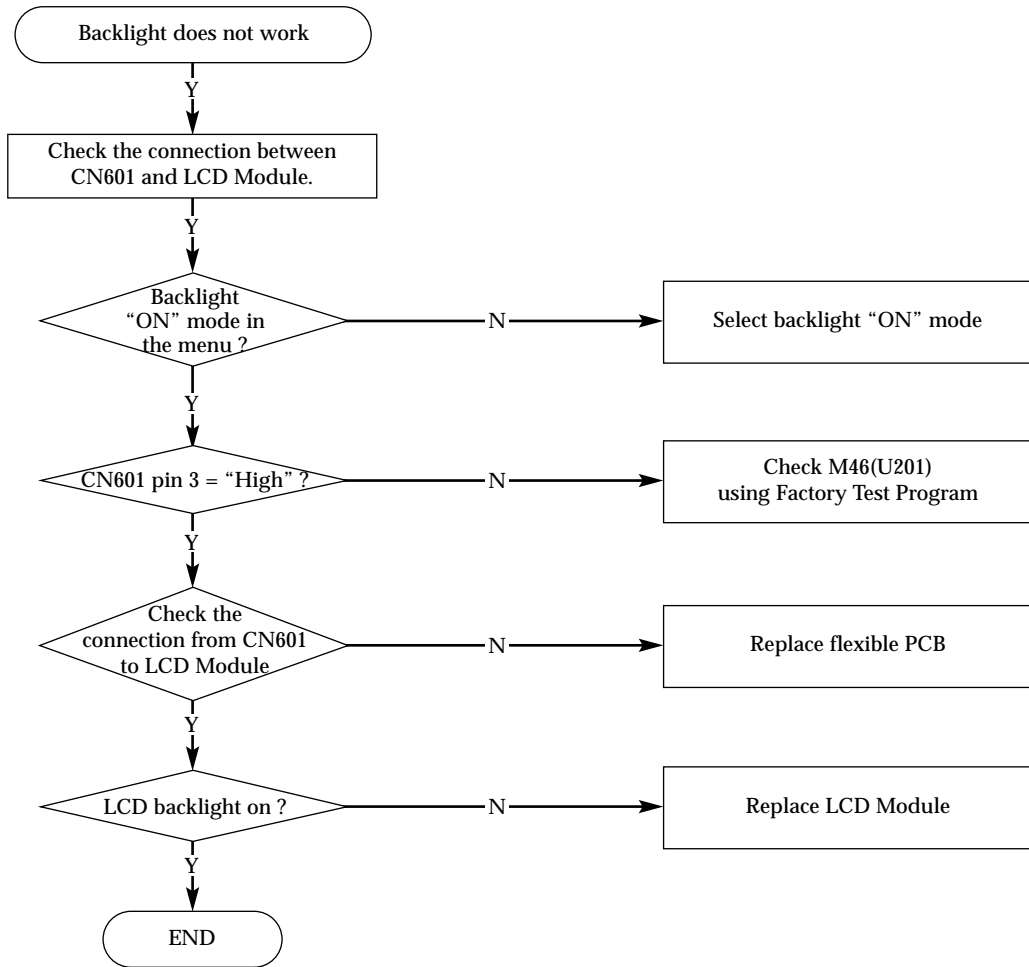 Backlight does not work
Y
Check the connection between
CN601 and LCD Module.
Y
Backlight
“ON” mode in
the menu ?
N
Select backlight “ON” mode
Y
CN601 pin 3 = “High” ?
N
Check M46(U201)
using Factory Test Program
Y
Check the
connection from CN601
to LCD Module
N
Replace flexible PCB
Y
LCD backlight on ?
N
Replace LCD Module
Y
END